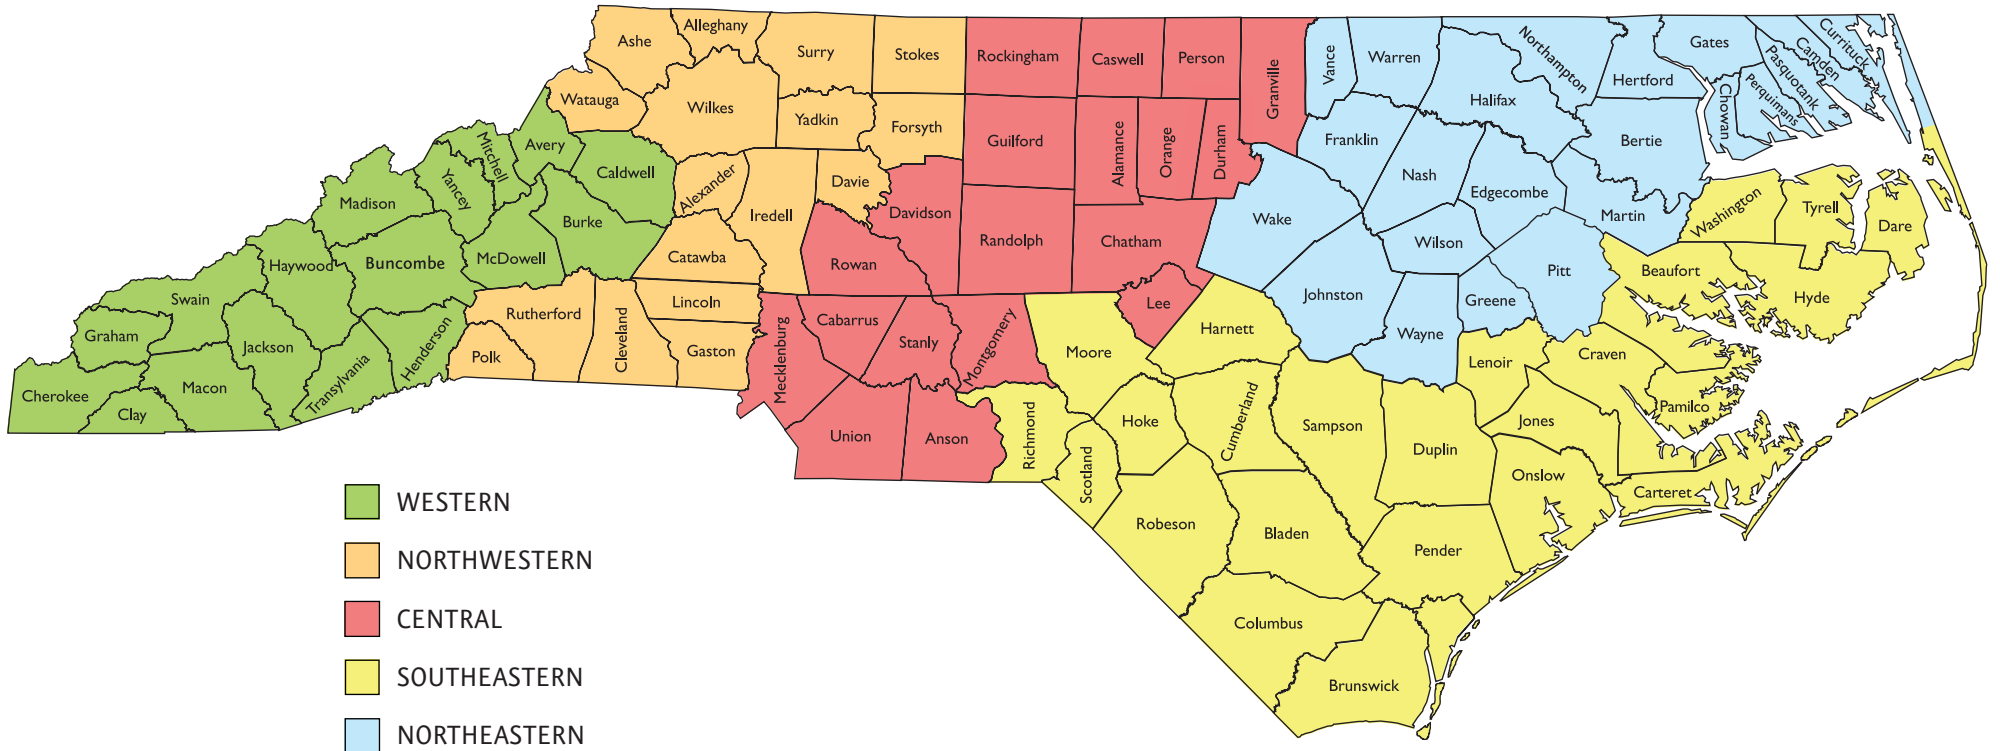 Ashe
Alleghany
Surry
Stokes
Rockingham
Caswell
Person
Granville
Vance
Warren
Northampton
Gates
Currituck
Camden
Pasquotank
Perquimans
Chowan
Hertford
Halifax
Bertie
Watauga
Wilkes
Yadkin
Forsyth
Guilford
Alamance
Orange
Durham
Franklin
Nash
Edgecombe
Martin
Washington
Tyrell
Dare
Avery
Mitchell
Yancey
Caldwell
Alexander
Iredell
Davie
Davidson
Randolph
Chatham
Wake
Wilson
Pitt
Beaufort
Hyde
Madison
Burke
McDowell
Buncombe
Haywood
Catawba
Rowan
Lee
Johnston
Greene
Wayne
Swain
Graham
Jackson
Henderson
Transylvania
Rutherford
Polk
Cleveland
Lincoln
Gaston
Mecklenburg
Cabarrus
Stanly
Montgomery
Moore
Harnett
Lenoir
Craven
Pamilco
Cherokee
Clay
Macon
Union
Anson
Richmond
Scotland
Hoke
Cumberland
Sampson
Duplin
Jones
Onslow
Carteret
Robeson
Bladen
Pender
Columbus
Brunswick
WESTERN
NORTHWESTERN
CENTRAL
SOUTHEASTERN
NORTHEASTERN